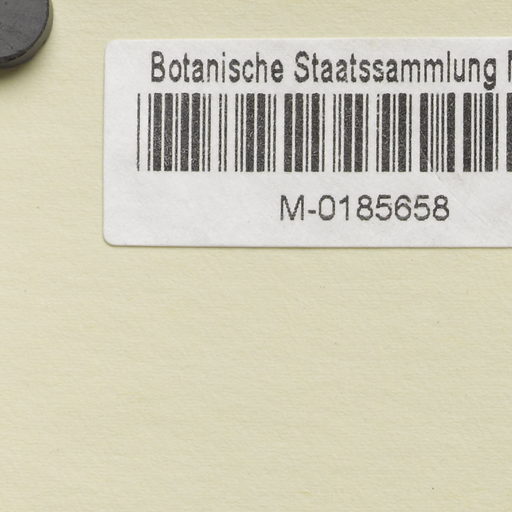 Botanische Staatssammlung
M-0185658